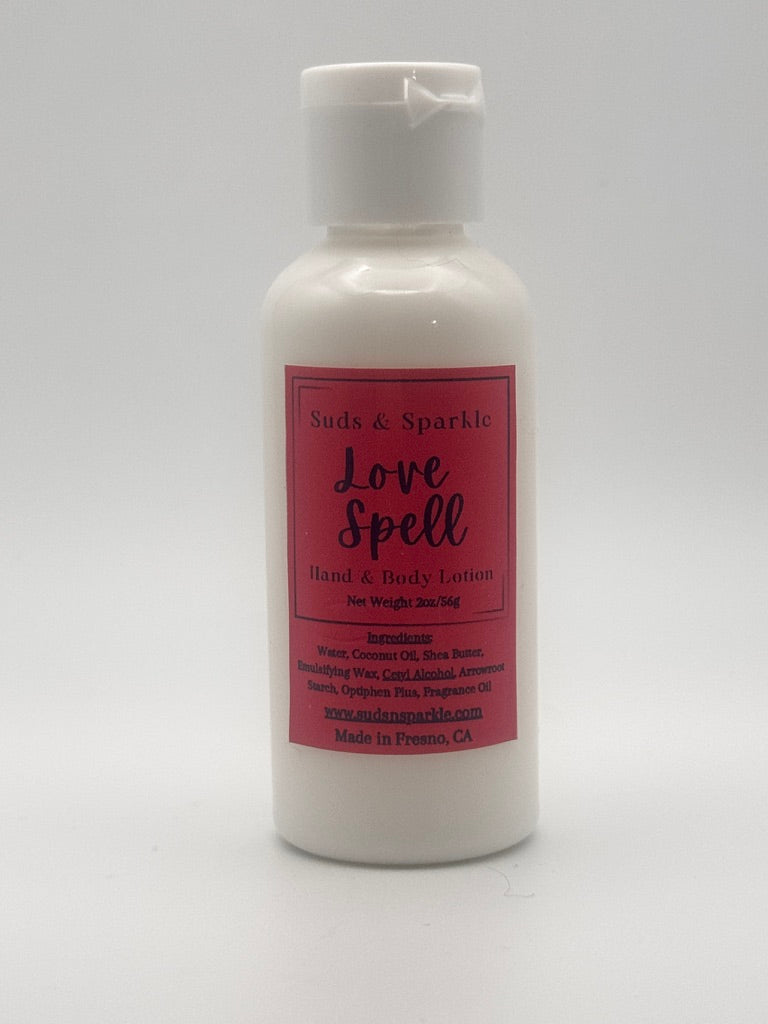 Suds & Sparkle
Love
Spell
Hand & Body Lotion
Net Weight 2oz/56g
Ingredients:
Water, Coconut Oil, Shea Butter,
Emulsifying Wax, Cetyl Alcohol, Arrowroot
Starch, Optiphen Plus, Fragrance Oil
www.sudsnsparkle.com
Made in Fresno, CA